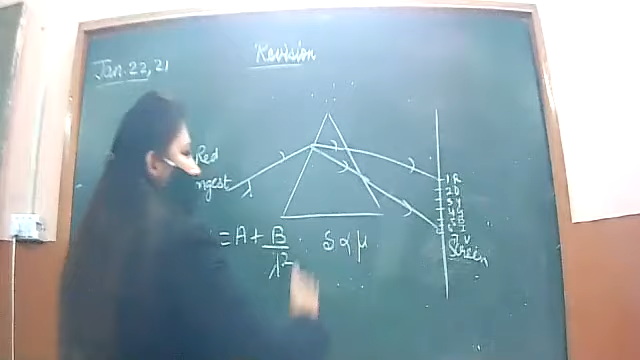 Revision
Jan. 22, 21
Red
1 R
2 O
3 Y
4 G
5 B
6 I
7 V
Screen
ngest
λ
= A + B/λ²
δ ∝ μ